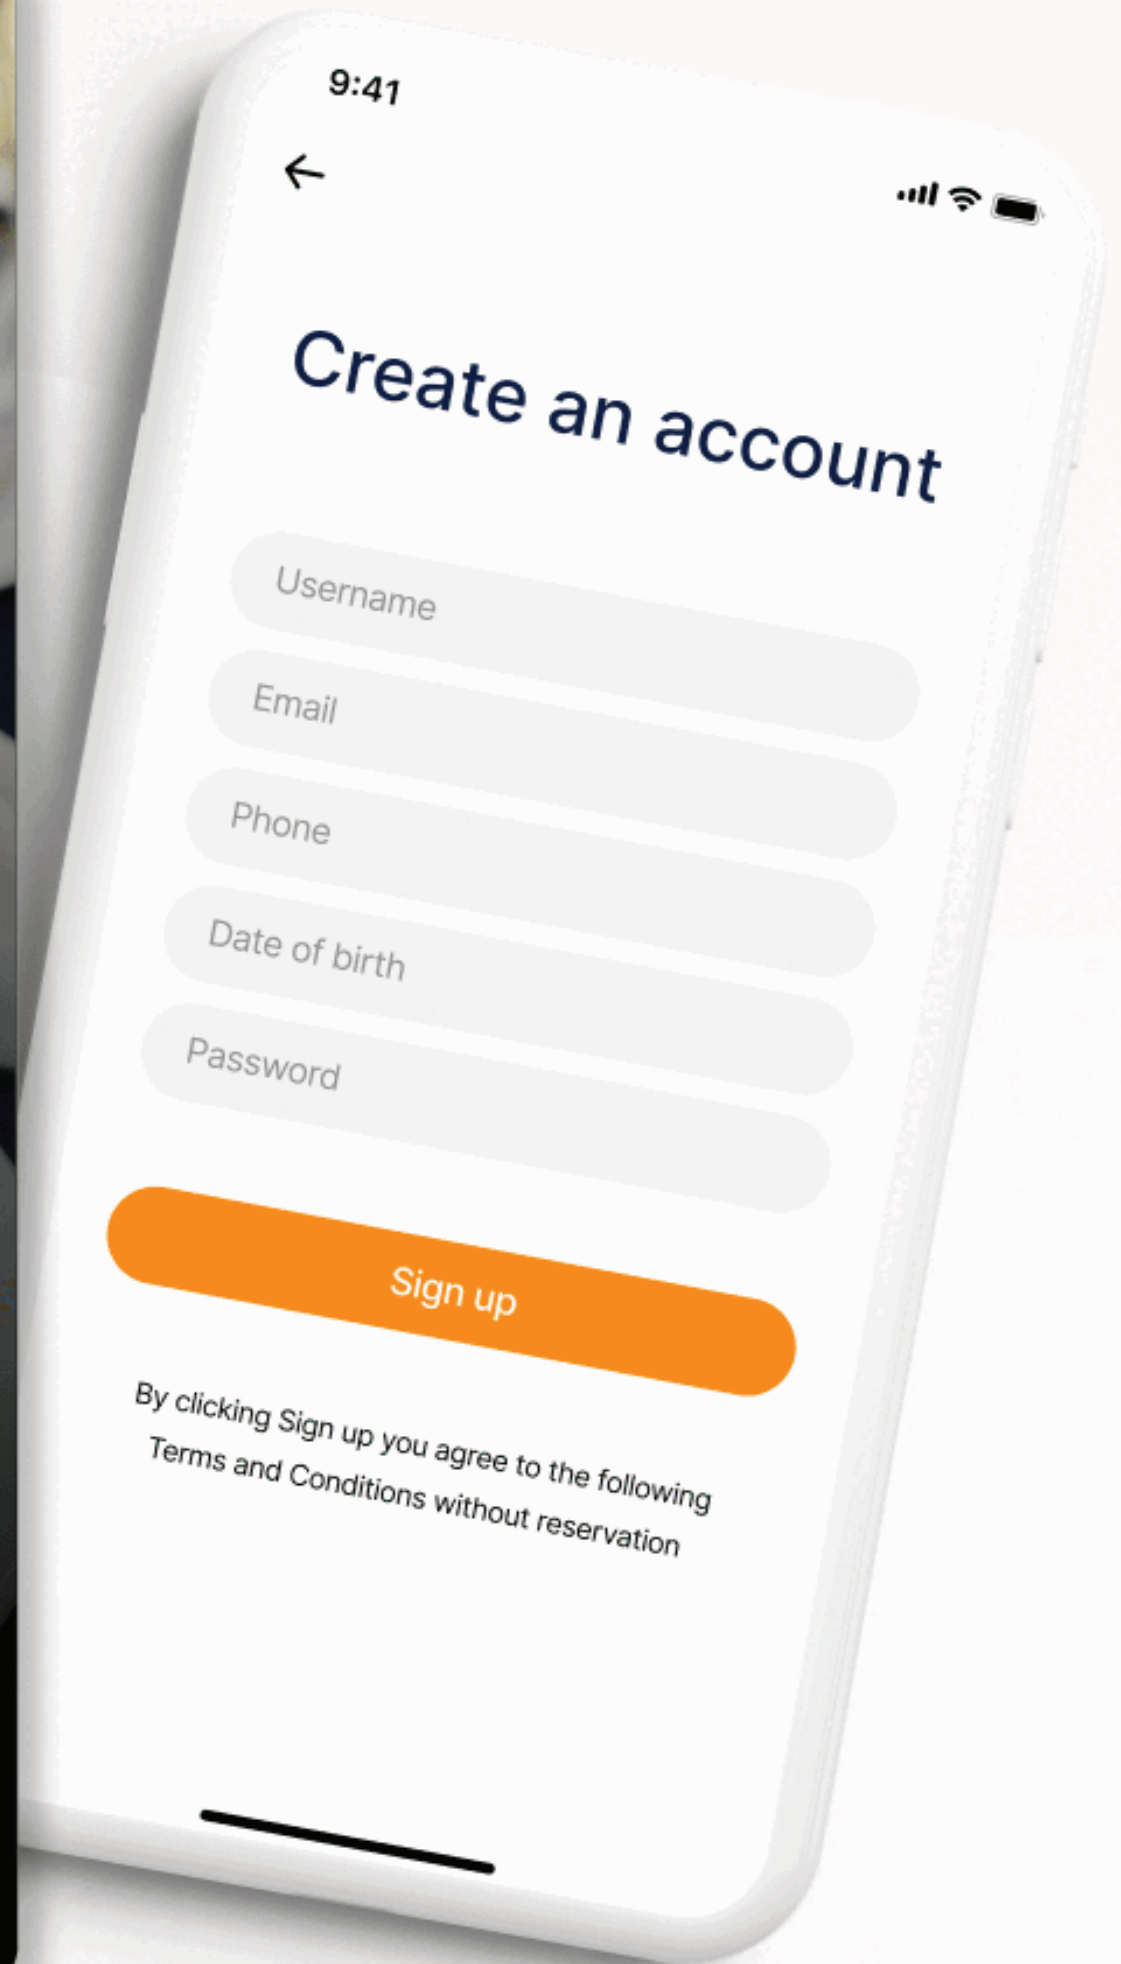 9:41
Create an account
Username
Email
Phone
Date of birth
Password
Sign up
By clicking Sign up you agree to the following
Terms and Conditions without reservation